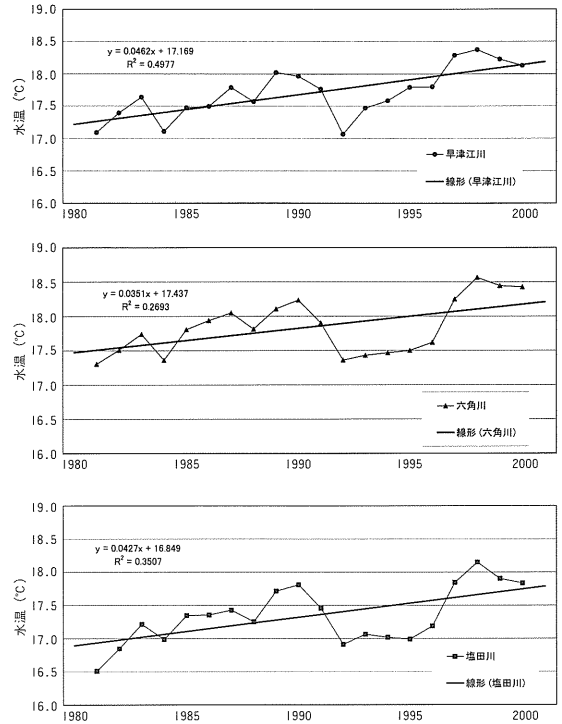 19.0
18.5
18.0
17.5
17.0
16.5
16.0
水温 (℃)
y = 0.0462x + 17.169
R² = 0.4977
早津江川
線形 (早津江川)
1980 1985 1990 1995 2000
19.0
18.5
18.0
17.5
17.0
16.5
16.0
水温 (℃)
y = 0.0351x + 17.437
R² = 0.2693
六角川
線形 (六角川)
1980 1985 1990 1995 2000
19.0
18.5
18.0
17.5
17.0
16.5
16.0
水温 (℃)
y = 0.0427x + 16.849
R² = 0.3507
塩田川
線形 (塩田川)
1980 1985 1990 1995 2000